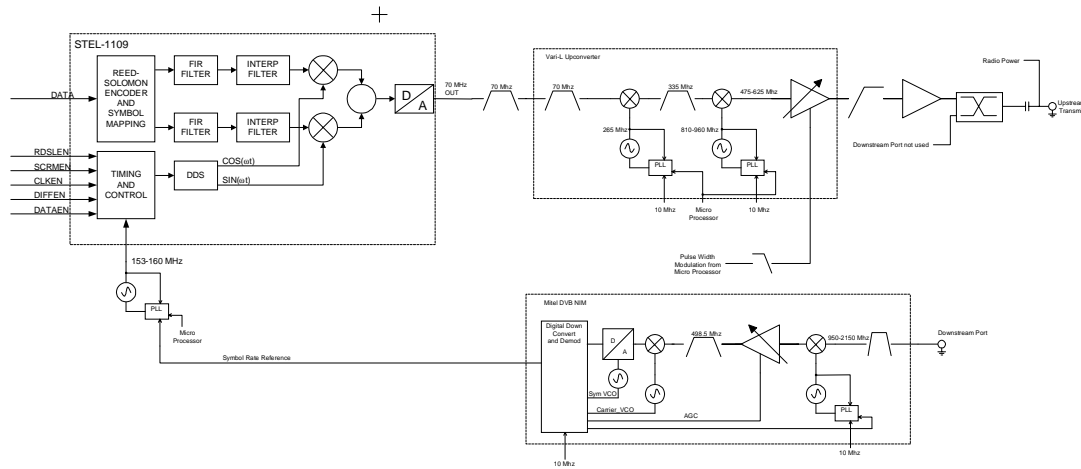 STEL-1109
DATA
REED-
SOLOMON
ENCODER
AND
SYMBOL
MAPPING
FIR
FILTER
INTERP
FILTER
FIR
FILTER
INTERP
FILTER
D
A
70 MHz
OUT
RDSLEN
SCRMEN
CLKEN
DIFFEN
DATAEN
TIMING
AND
CONTROL
DDS
COS(ωt)
SIN(ωt)
153-160 MHz
PLL
Micro
Processor
Symbol Rate Reference
70 Mhz
Vari-L Upconverter
70 Mhz
335 Mhz
475-625 Mhz
265 Mhz
810-960 Mhz
PLL
PLL
10 Mhz
Micro
Processor
10 Mhz
Radio Power
Upstream
Transm
Downstream Port not used
Pulse Width
Modulation from
Micro Processor
Mitel DVB NIM
Digital Down
Convert
and Demod
D
A
498.5 Mhz
950-2150 Mhz
Downstream Port
Sym VCO
Carrier_VCO
AGC
PLL
10 Mhz
10 Mhz